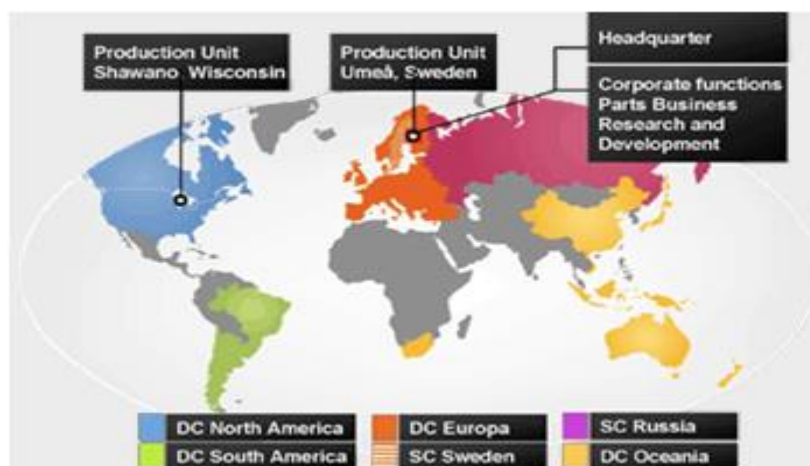 Production Unit
Shawano, Wisconsin
Production Unit
Umeå, Sweden
Headquarter
Corporate functions
Parts Business
Research and
Development
DC North America
DC Europa
SC Russia
DC South America
SC Sweden
DC Oceania